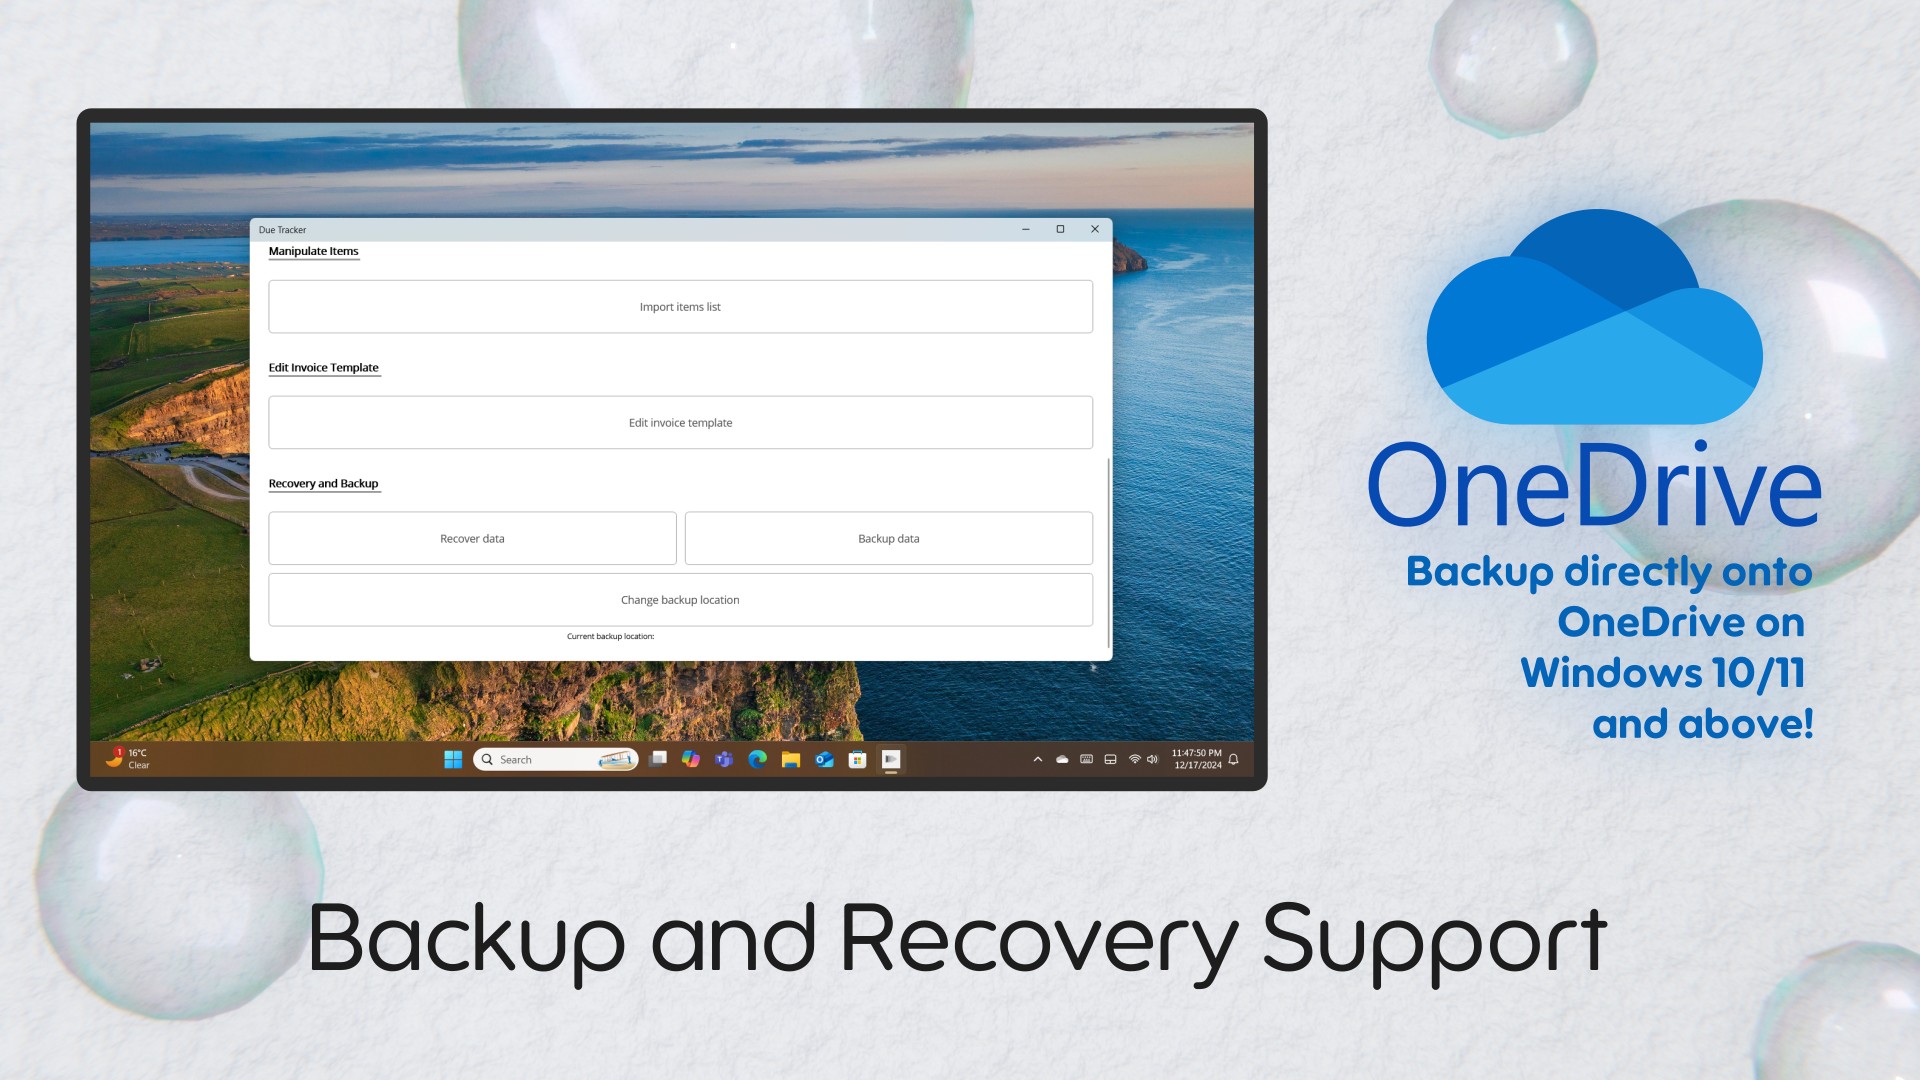 Due Tracker
Manipulate Items
Import items list
Edit Invoice Template
Edit invoice template
Recovery and Backup
Recover data
Backup data
Change backup location
Current backup location:
1
16°C
Clear
Search
11:47:50 PM
12/17/2024
OneDrive
Backup directly onto
OneDrive on
Windows 10/11
and above!
Backup and Recovery Support